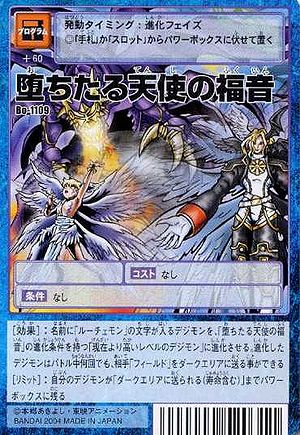 プログラム
発動タイミング：進化フェイズ
◎「手札」か「スロット」からパワーボックスに伏せて置く
+60
堕ちたる天使の福音
Bo-1109
コスト なし
条件 なし
[効果]：名前に「ルーチェモン」の文字が入るデジモンを、「堕ちたる天使の福
音」の進化条件を持つ「現在より高いレベルのデジモン」に進化させる。進化した
デジモンはバトル中何回でも、相手「フィールド」をダークエリアに送る事ができる
[リミット]：自分のデジモンが「ダークエリアに送られる（寿命含む）」までパワー
ボックスに残る
©本郷あきよし・東映アニメーション
BANDAI 2004 MADE IN JAPAN